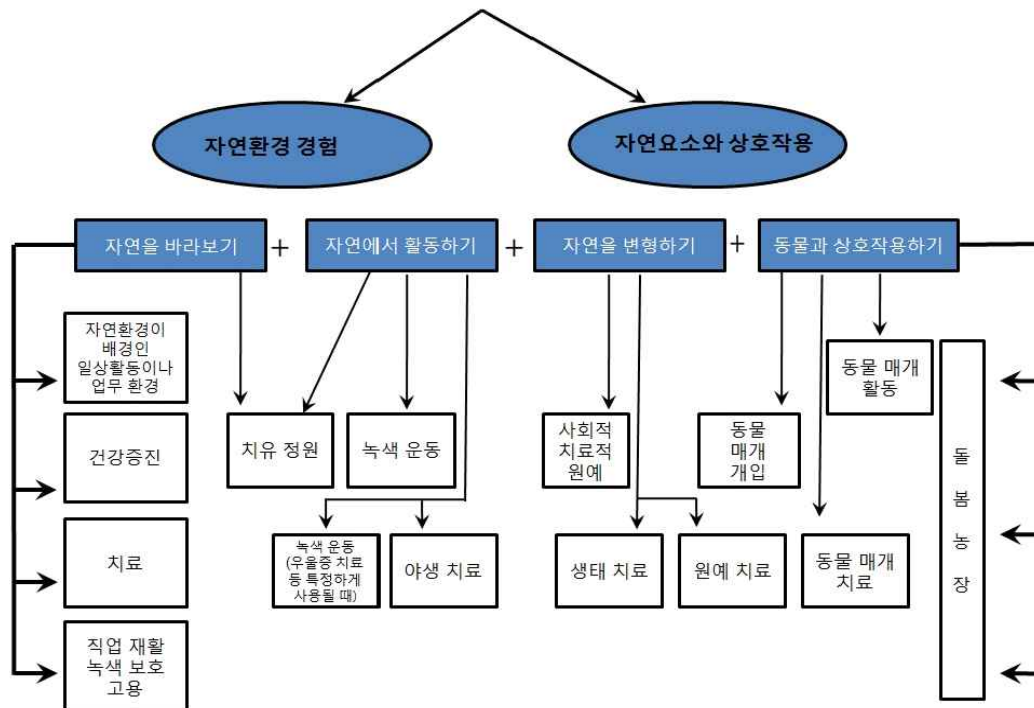 자연환경 경험
자연요소와 상호작용
자연을 바라보기
+
자연에서 활동하기
+
자연을 변형하기
+
동물과 상호작용하기
자연환경이
배경인
일상활동이나
업무 환경
건강증진
치료
직업 재활
녹색 보호
고용
치유 정원
녹색 운동
녹색 운동
(우울증 치료
등 특정하게
사용될 때)
야생 치료
사회적
치료적
원예
생태 치료
원예 치료
동물
매개
개입
동물 매개
치료
동물 매개
활동
돌
봄
농
장